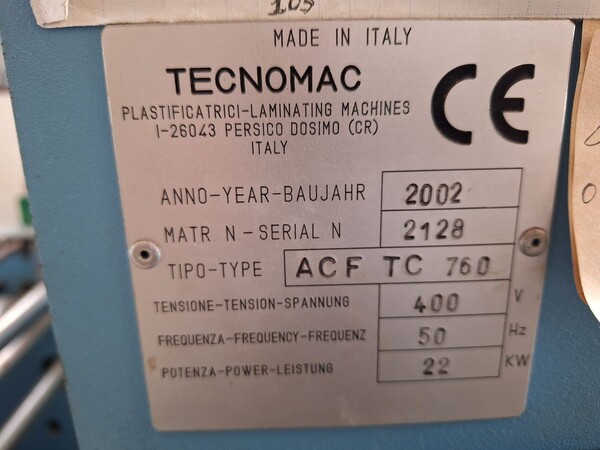 105
MADE IN ITALY
TECNOMAC
PLASTIFICATRICI-LAMINATING MACHINES
I-26043 PERSICO DOSIMO (CR)
ITALY
CE
ANNO-YEAR-BAUJAHR 2002
MATR N-SERIAL N 2128
TIPO-TYPE ACF TC 760
TENSIONE-TENSION-SPANNUNG 400 V
FREQUENZA-FREQUENCY-FREQUENZ 50 Hz
POTENZA-POWER-LEISTUNG 22 KW